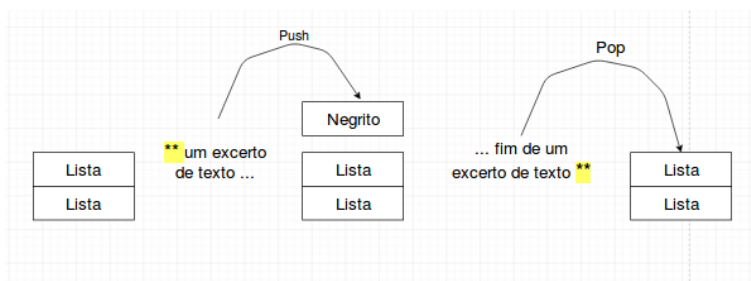 Push
Pop
Negrito
** um excerto
de texto ...
... fim de um
excerto de texto **
Lista
Lista
Lista
Lista
Lista
Lista